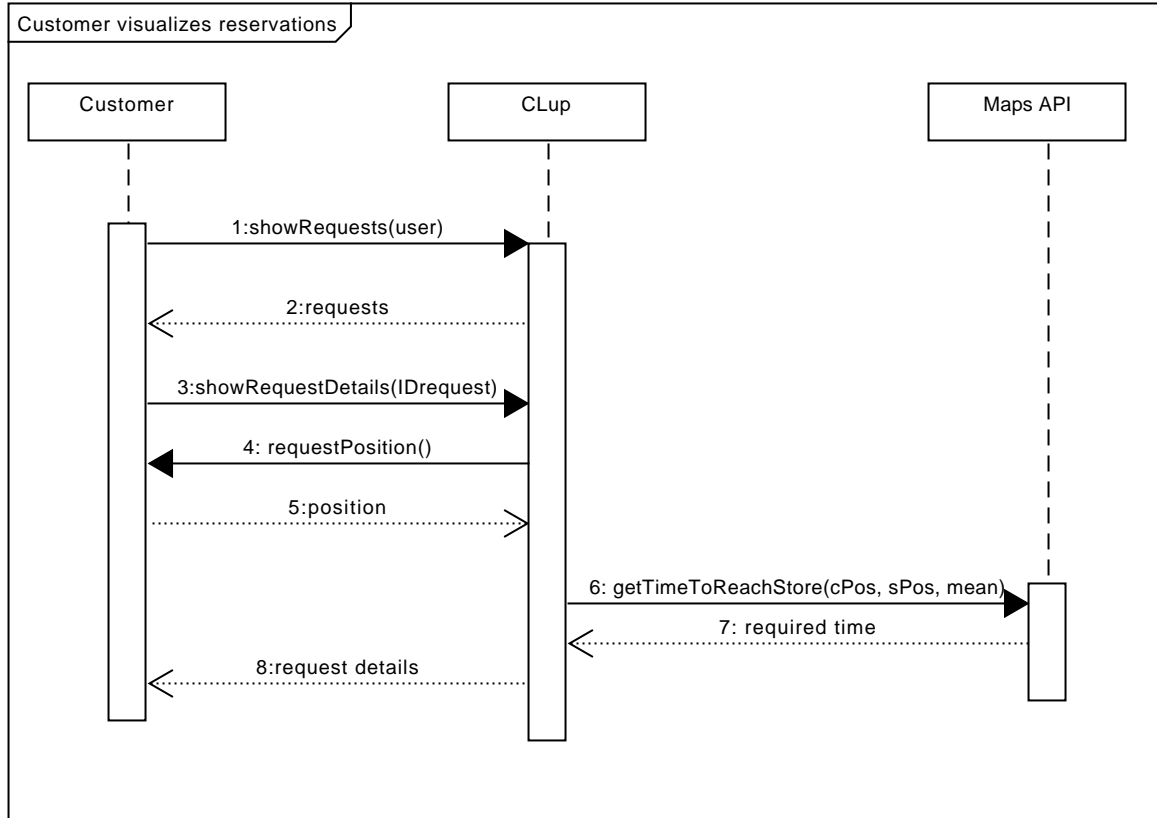 Customer visualizes reservations
Customer
CLup
Maps API
1:showRequests(user)
2:requests
3:showRequestDetails(IDrequest)
4: requestPosition()
5:position
6: getTimeToReachStore(cPos, sPos, mean)
7: required time
8:request details